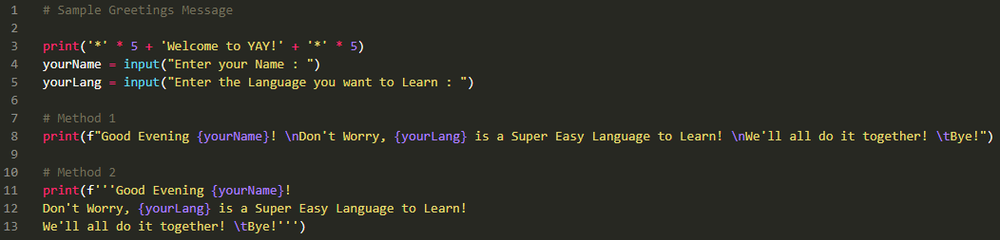 1 # Sample Greetings Message
2
3 print('*' * 5 + 'Welcome to YAY!' + '*' * 5)
4 yourName = input("Enter your Name : ")
5 yourLang = input("Enter the Language you want to Learn : ")
6
7 # Method 1
8 print(f"Good Evening {yourName}! \nDon't Worry, {yourLang} is a Super Easy Language to Learn! \nWe'll all do it together! \tBye!")
9
10 # Method 2
11 print(f'''Good Evening {yourName}!
12 Don't Worry, {yourLang} is a Super Easy Language to Learn!
13 We'll all do it together! \tBye!''')